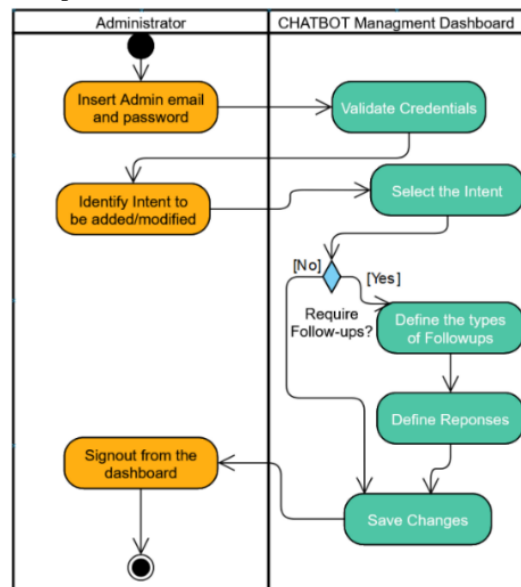 Administrator
CHATBOT Managment Dashboard
Insert Admin email
and password
Validate Credentials
Identify Intent to
be added/modified
Select the Intent
[No]
[Yes]
Require
Follow-ups?
Define the types
of Followups
Define Reponses
Signout from the
dashboard
Save Changes